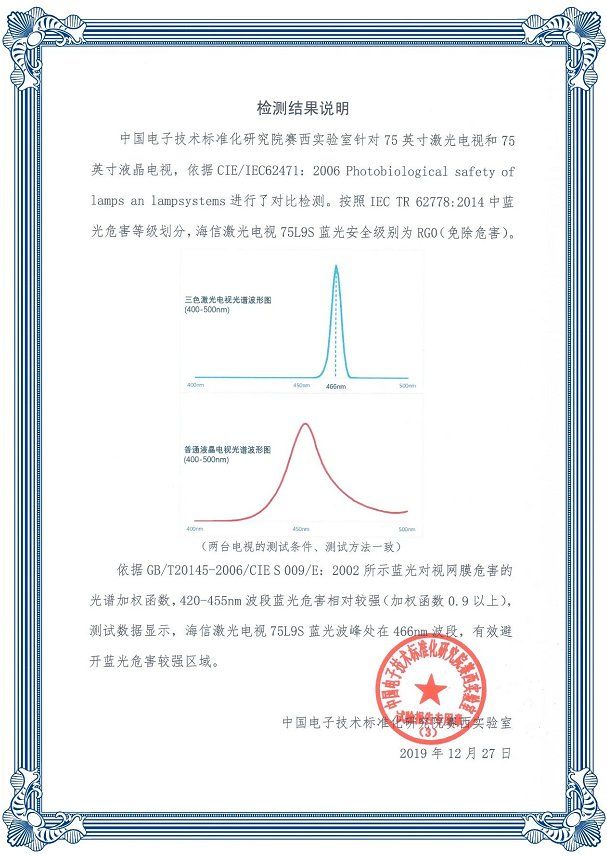 检测结果说明
中国电子技术标准化研究院赛西实验室针对 75 英寸激光电视和 75
英寸液晶电视，依据 CIE/IEC62471: 2006 Photobiological safety of
lamps an lampsystems 进行了对比检测。按照 IEC TR 62778:2014 中蓝
光危害等级划分，海信激光电视 75L9S 蓝光安全级别为 RG0（免除危害）。
三色激光电视光谱波形图
(400-500nm)
400nm 450nm 466nm 500nm
普通液晶电视光谱波形图
(400-500nm)
400nm 450nm 500nm
（两台电视的测试条件、测试方法一致）
依据 GB/T20145-2006/CIE S 009/E: 2002 所示蓝光对视网膜危害的
光谱加权函数，420-455nm 波段蓝光危害相对较强（加权函数 0.9 以上），
测试数据显示，海信激光电视 75L9S 蓝光波峰处在 466nm 波段，有效避
开蓝光危害较强区域。
中国电子技术标准化研究院赛西实验室
试验报告专用章
(3)
中国电子技术标准化研究院赛西实验室
2019 年 12 月 27 日